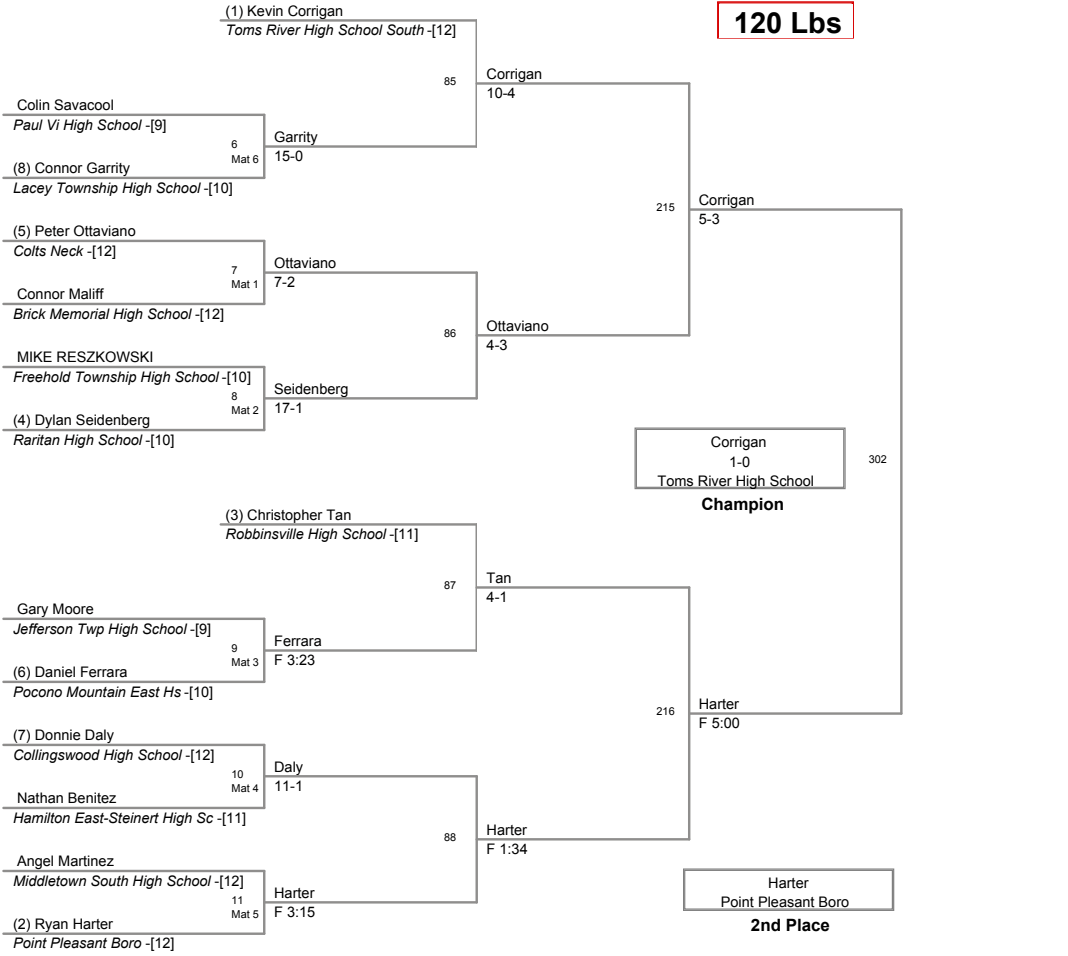 (1) Kevin Corrigan
Toms River High School South -[12]
120 Lbs
85
Corrigan
10-4
Colin Savacool
Paul Vi High School -[9]
6
Mat 6
Garrity
15-0
(8) Connor Garrity
Lacey Township High School -[10]
215
Corrigan
5-3
(5) Peter Ottaviano
Colts Neck -[12]
7
Mat 1
Ottaviano
7-2
Connor Maliff
Brick Memorial High School -[12]
86
Ottaviano
4-3
MIKE RESZKOWSKI
Freehold Township High School -[10]
8
Mat 2
Seidenberg
17-1
(4) Dylan Seidenberg
Raritan High School -[10]
Corrigan
1-0
Toms River High School
Champion
302
(3) Christopher Tan
Robbinsville High School -[11]
87
Tan
4-1
Gary Moore
Jefferson Twp High School -[9]
9
Mat 3
Ferrara
F 3:23
(6) Daniel Ferrara
Pocono Mountain East Hs -[10]
216
Harter
F 5:00
(7) Donnie Daly
Collingswood High School -[12]
10
Mat 4
Daly
11-1
Nathan Benitez
Hamilton East-Steinert High Sc -[11]
88
Harter
F 1:34
Angel Martinez
Middletown South High School -[12]
11
Mat 5
Harter
F 3:15
(2) Ryan Harter
Point Pleasant Boro -[12]
Harter
Point Pleasant Boro
2nd Place